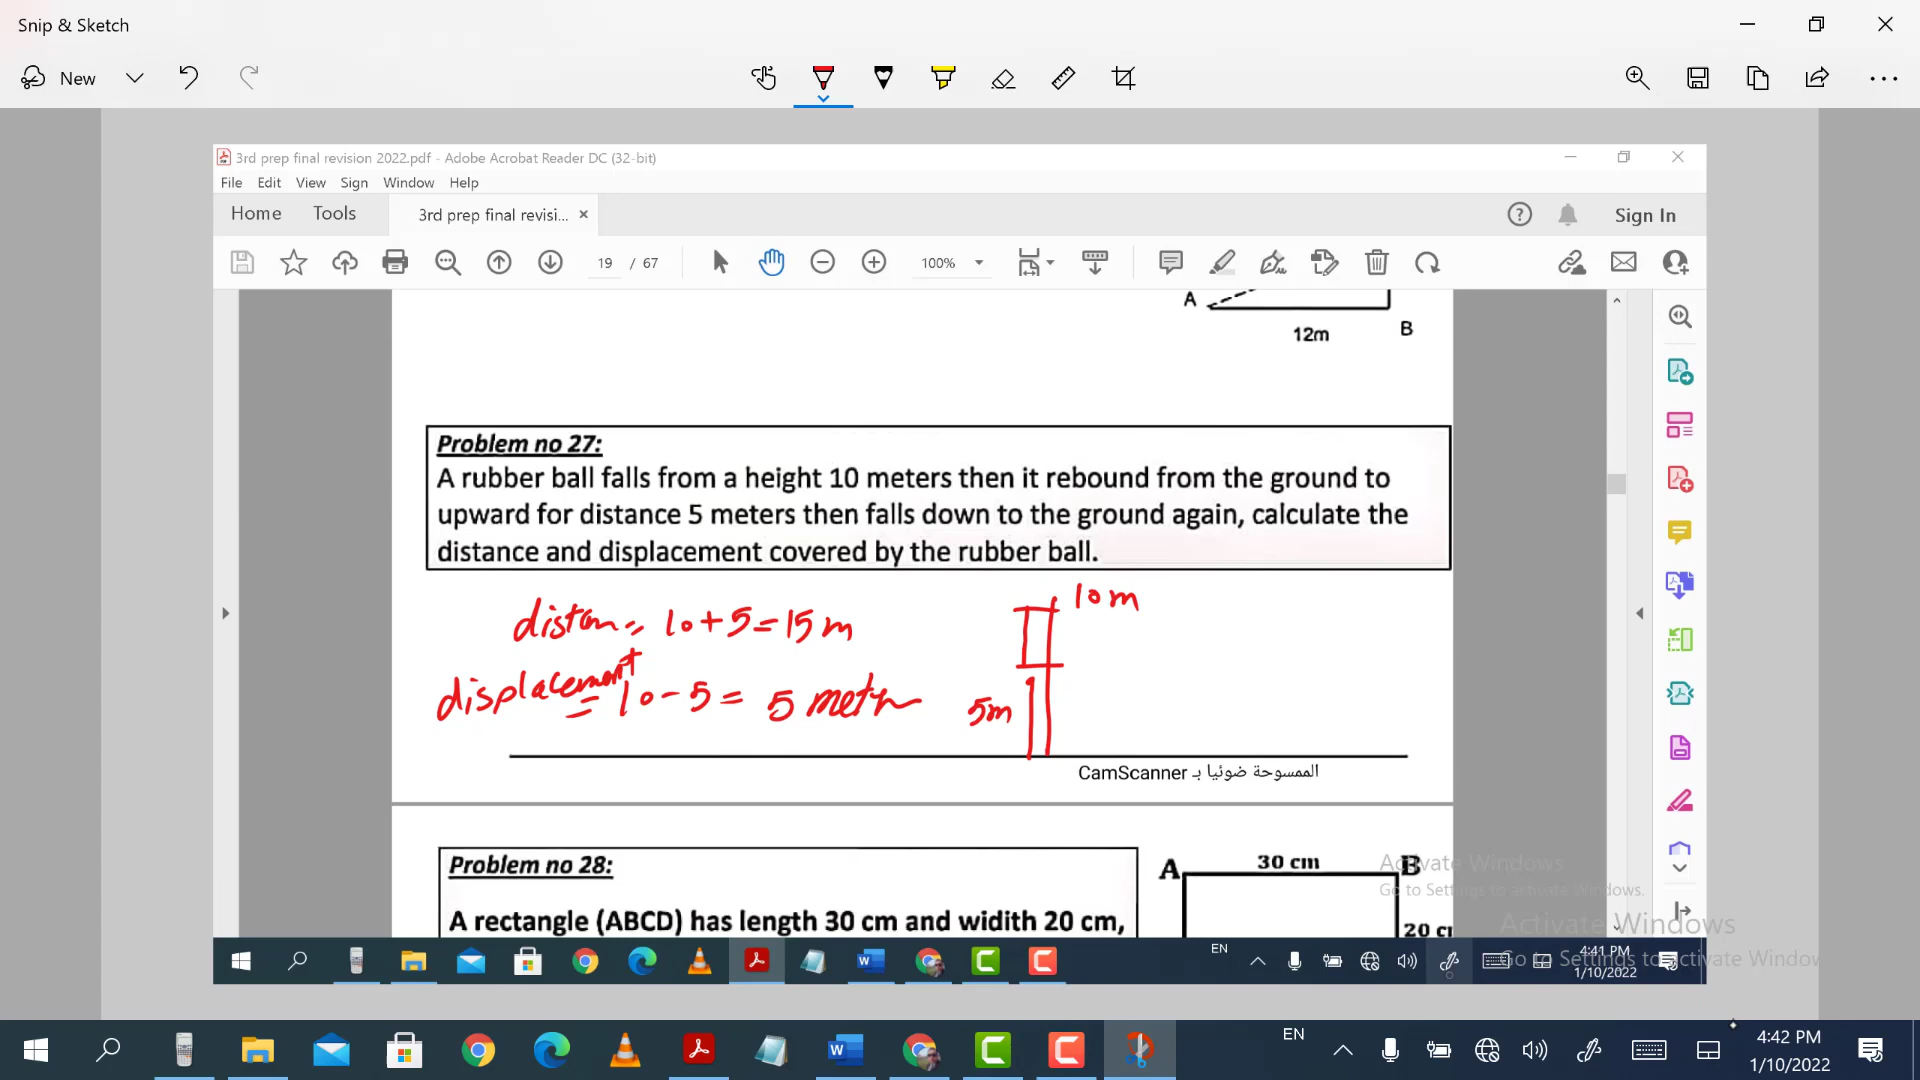 Snip & Sketch
New
3rd prep final revision 2022.pdf - Adobe Acrobat Reader DC (32-bit)
File Edit View Sign Window Help
Home Tools 3rd prep final revisi... × Sign In
19 / 67 100%
A
12m
B
Problem no 27:
A rubber ball falls from a height 10 meters then it rebound from the ground to
upward for distance 5 meters then falls down to the ground again, calculate the
distance and displacement covered by the rubber ball.
distan = 10 + 5 = 15 m
10 m
displacement = 10 - 5 = 5 meter
5m
الممسوحة ضوئيا بـ CamScanner
Problem no 28:
A rectangle (ABCD) has length 30 cm and widith 20 cm,
A 30 cm B
20 cr
Activate Windows
Go to Settings to activate Windows.
Activate Windows
Go to Settings to activate Window
EN
4:41 PM
1/10/2022
EN
4:42 PM
1/10/2022